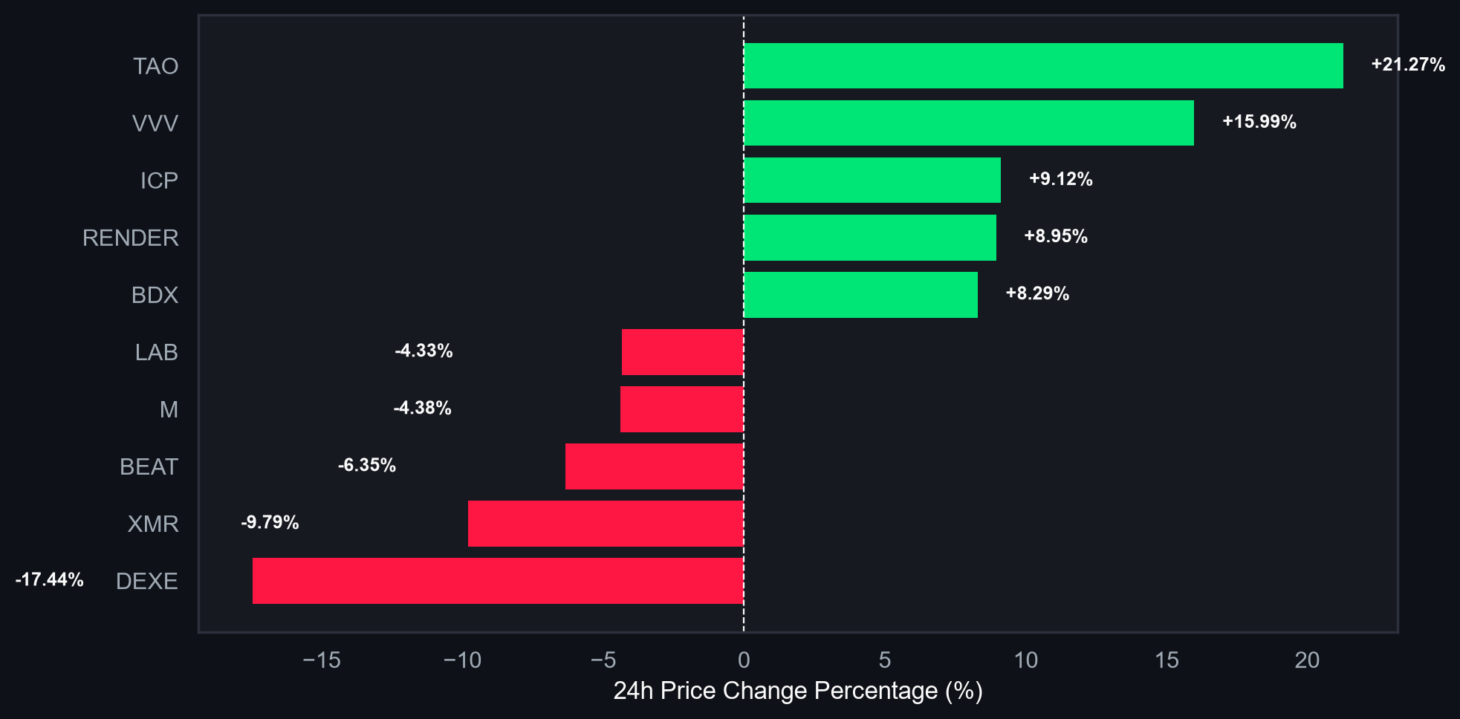 TAO +21.27%
VVV +15.99%
ICP +9.12%
RENDER +8.95%
BDX +8.29%
LAB -4.33%
M -4.38%
BEAT -6.35%
XMR -9.79%
-17.44% DEXE
−15 −10 −5 0 5 10 15 20
24h Price Change Percentage (%)